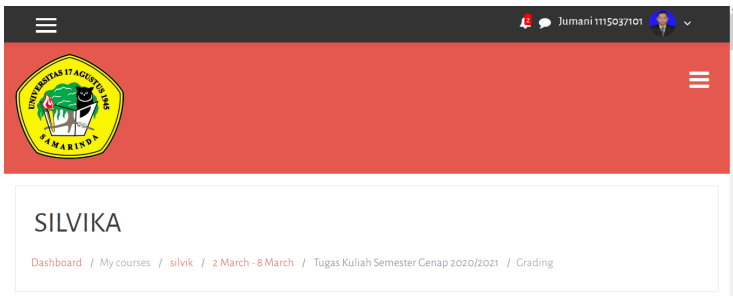 2
Jumani 1115037101
UNIVERSITAS 17 AGUSTUS 1945
SAMARINDA
SILVIKA
Dashboard / My courses / silvik / 2 March - 8 March / Tugas Kuliah Semester Genap 2020/2021 / Grading